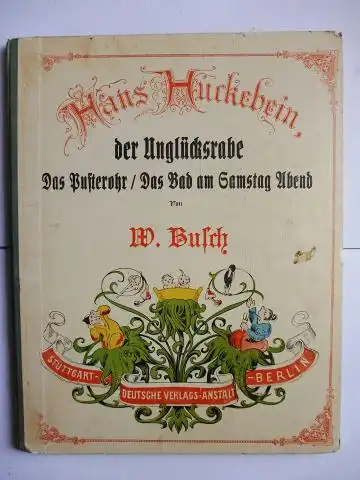 Hans Huckebein,
der Unglücksrabe
Das Pusterohr / Das Bad am Samstag Abend
Von
W. Busch
STUTTGART-
DEUTSCHE VERLAGS-ANSTALT
-BERLIN